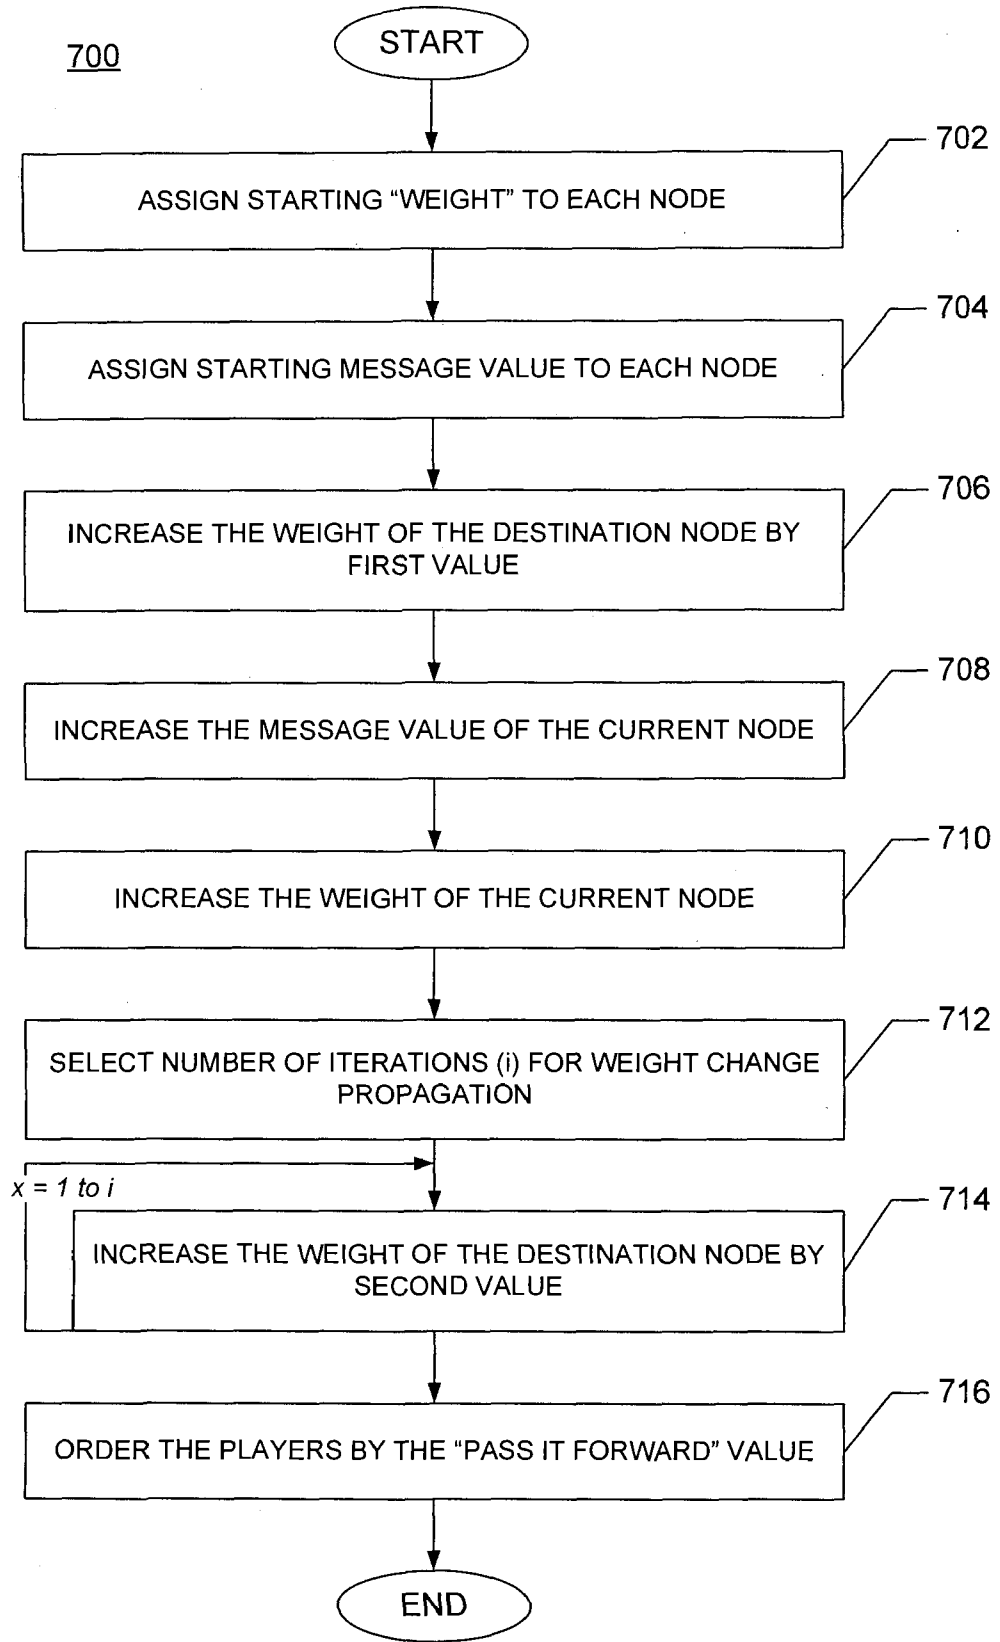 700
START
702
ASSIGN STARTING “WEIGHT” TO EACH NODE
704
ASSIGN STARTING MESSAGE VALUE TO EACH NODE
706
INCREASE THE WEIGHT OF THE DESTINATION NODE BY
FIRST VALUE
708
INCREASE THE MESSAGE VALUE OF THE CURRENT NODE
710
INCREASE THE WEIGHT OF THE CURRENT NODE
712
SELECT NUMBER OF ITERATIONS (i) FOR WEIGHT CHANGE
PROPAGATION
x = 1 to i
714
INCREASE THE WEIGHT OF THE DESTINATION NODE BY
SECOND VALUE
716
ORDER THE PLAYERS BY THE “PASS IT FORWARD” VALUE
END